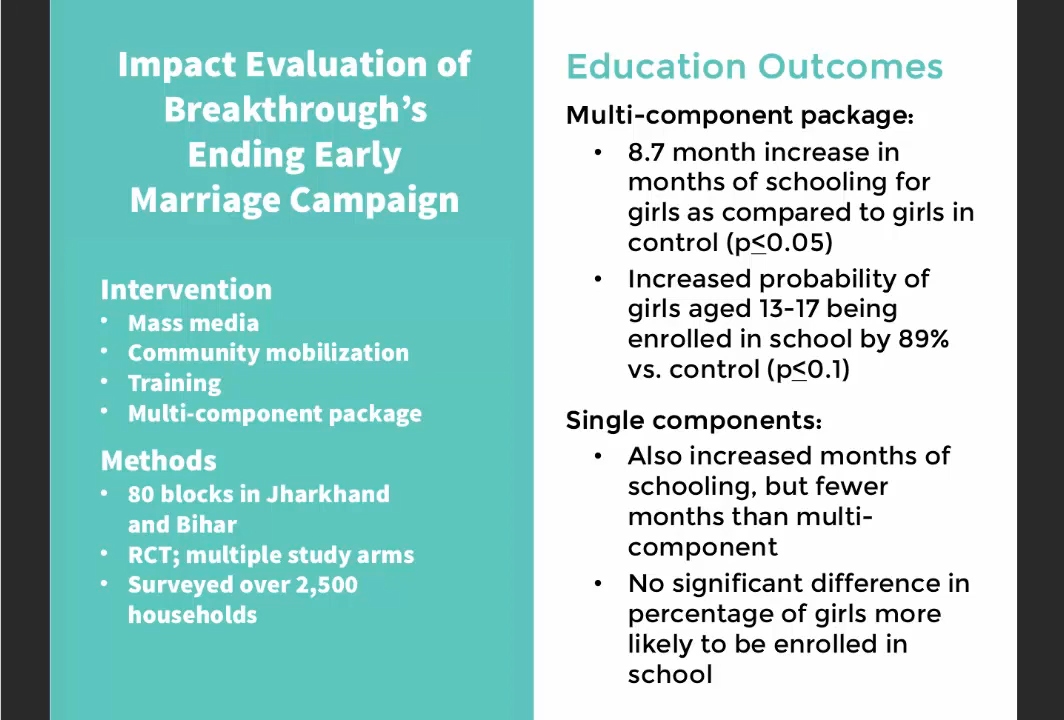 Impact Evaluation of
Breakthrough's
Ending Early
Marriage Campaign
Intervention
• Mass media
• Community mobilization
• Training
• Multi-component package
Methods
• 80 blocks in Jharkhand
and Bihar
• RCT; multiple study arms
• Surveyed over 2,500
households
Education Outcomes
Multi-component package:
• 8.7 month increase in
months of schooling for
girls as compared to girls in
control (p≤0.05)
• Increased probability of
girls aged 13-17 being
enrolled in school by 89%
vs. control (p≤0.1)
Single components:
• Also increased months of
schooling, but fewer
months than multi-
component
• No significant difference in
percentage of girls more
likely to be enrolled in
school